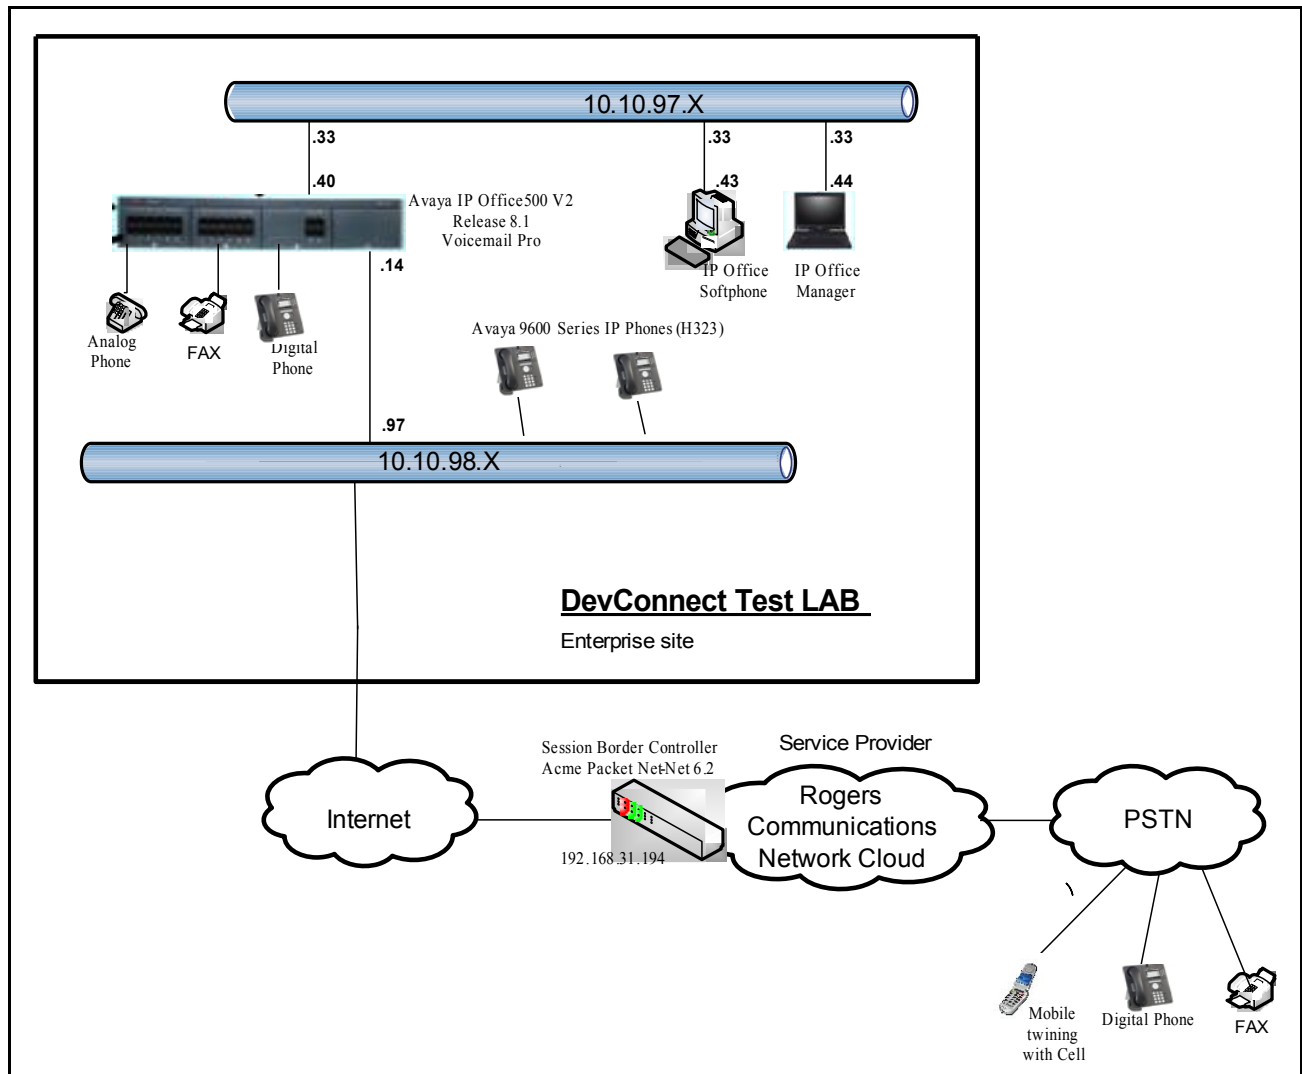 10.10.97.X
.33
.33
.33
.40
.43
.44
Avaya IP Office500 V2
Release 8.1
Voicemail Pro
.14
IP Office
Softphone
IP Office
Manager
Analog
Phone
FAX
Digital
Phone
Avaya 9600 Series IP Phones (H323)
.97
10.10.98.X
DevConnect Test LAB
Enterprise site
Internet
Session Border Controller
Acme Packet Net-Net 6.2
192.168.31.194
Service Provider
Rogers
Communications
Network Cloud
PSTN
Mobile
twining
with Cell
Digital Phone
FAX